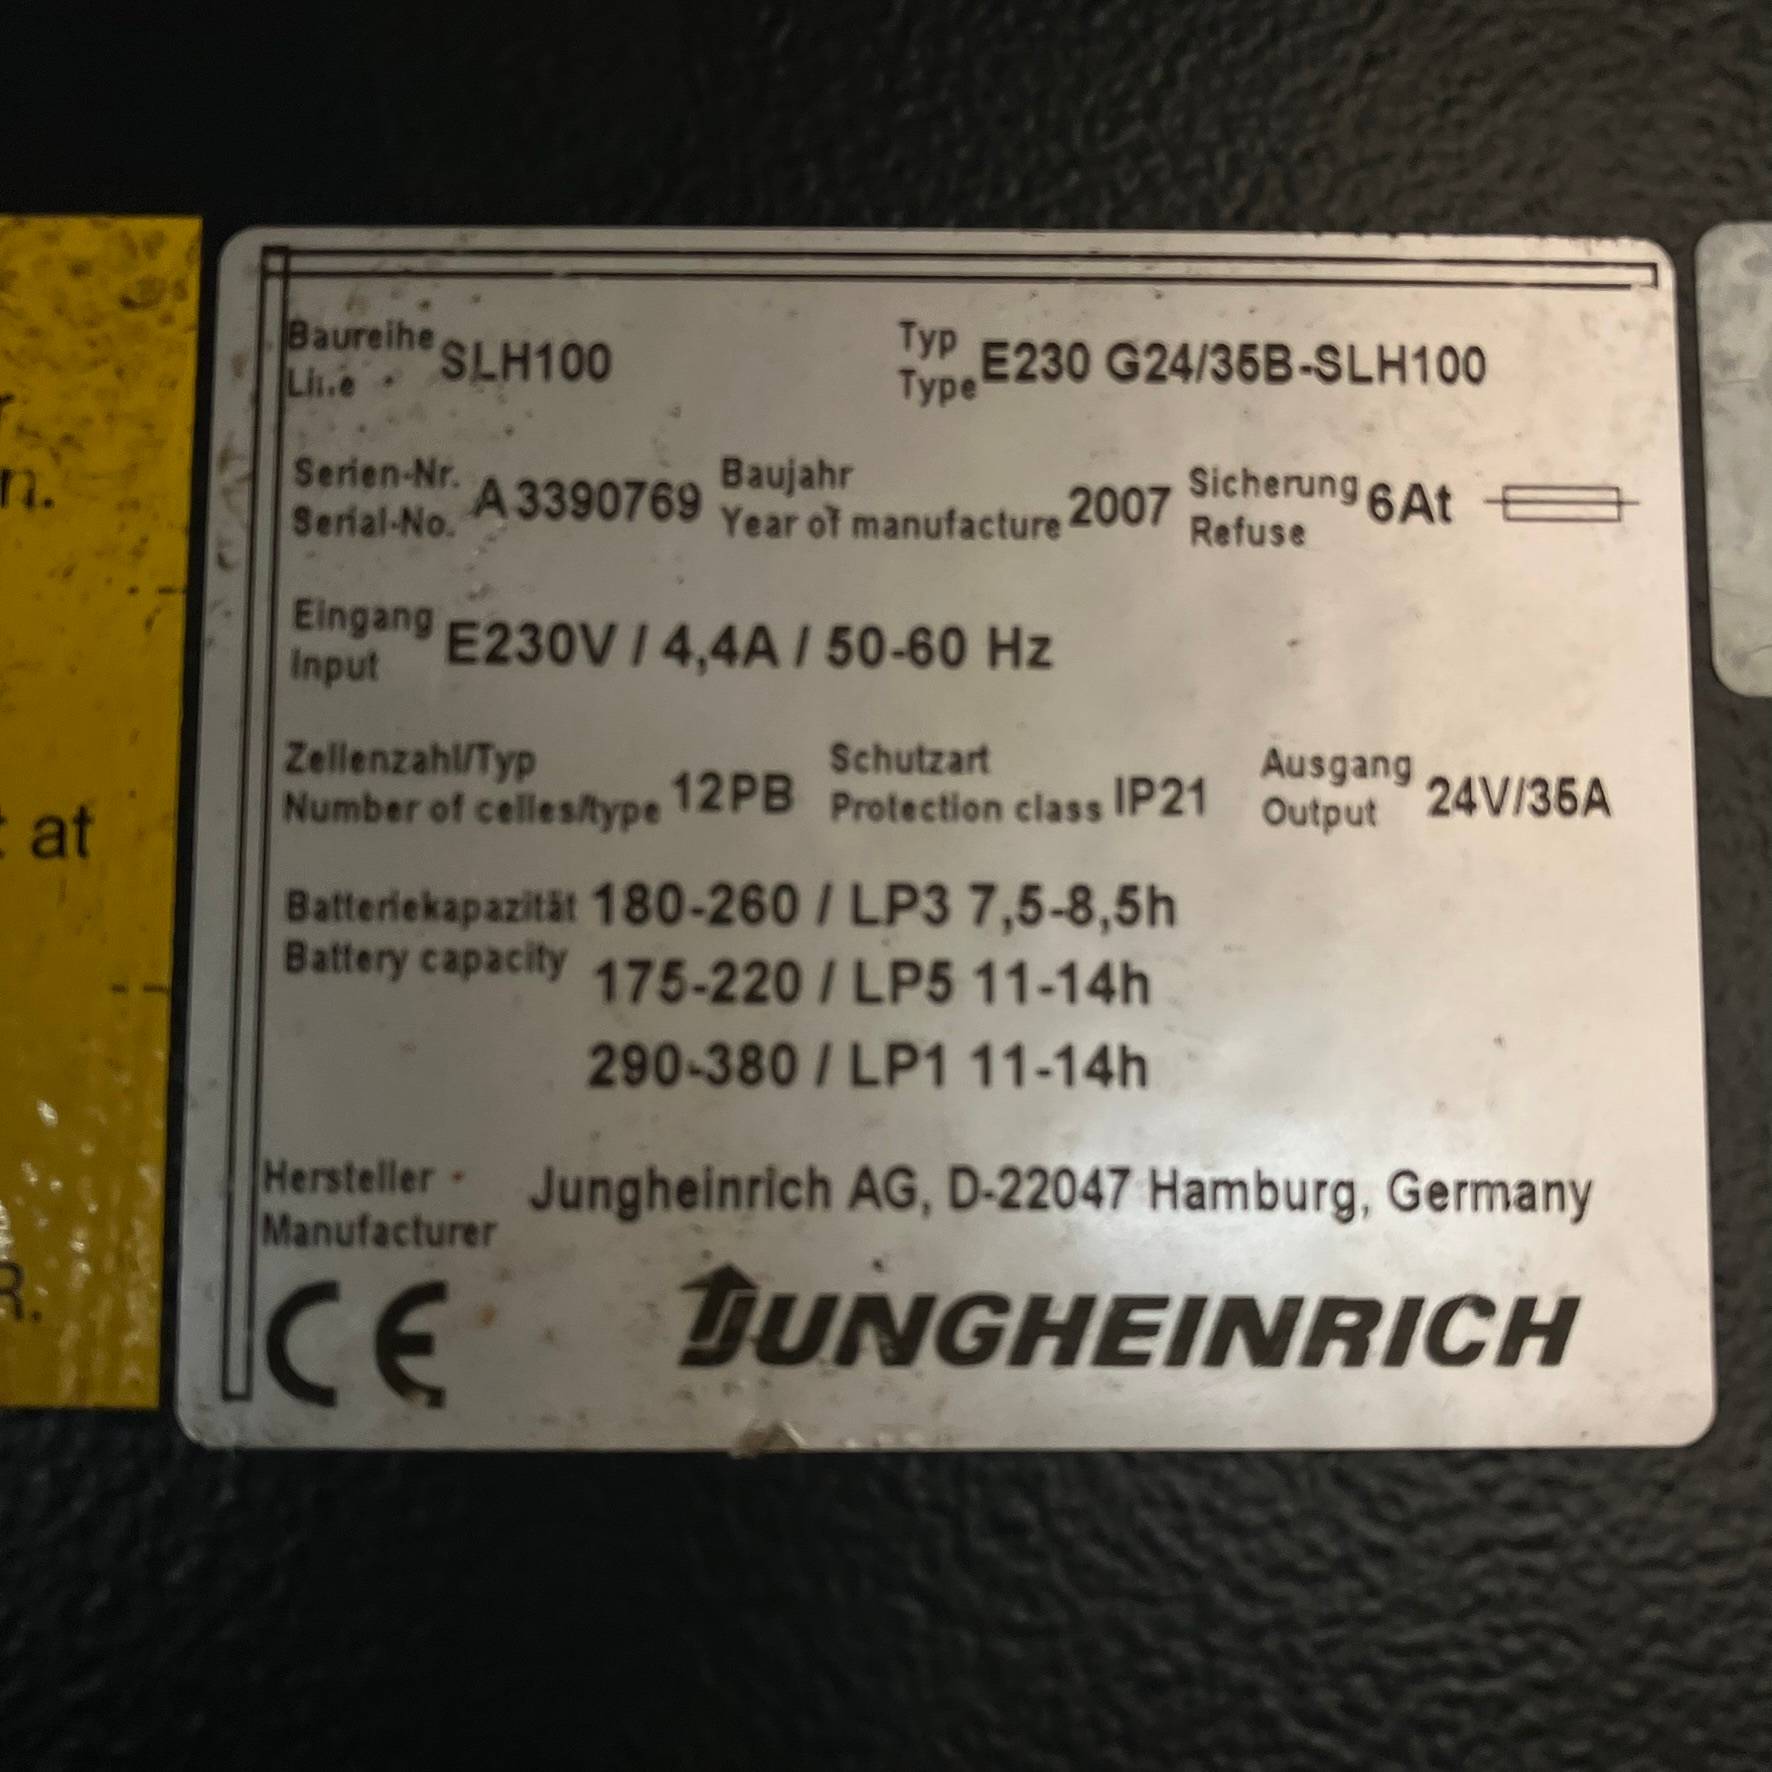 Baureihe SLH100 Typ E230 G24/35B-SLH100
Line Type
Serien-Nr. A3390769 Baujahr 2007 Sicherung 6At
Serial-No. Year of manufacture Refuse
Eingang E230V / 4,4A / 50-60 Hz
Input
Zellenzahl/Typ 12PB Schutzart IP21 Ausgang 24V/35A
Number of celles/type Protection class Output
Batteriekapazität 180-260 / LP3 7,5-8,5h
Battery capacity 175-220 / LP5 11-14h
290-380 / LP1 11-14h
Hersteller Jungheinrich AG, D-22047 Hamburg, Germany
Manufacturer
CE JUNGHEINRICH
n.
at
R.